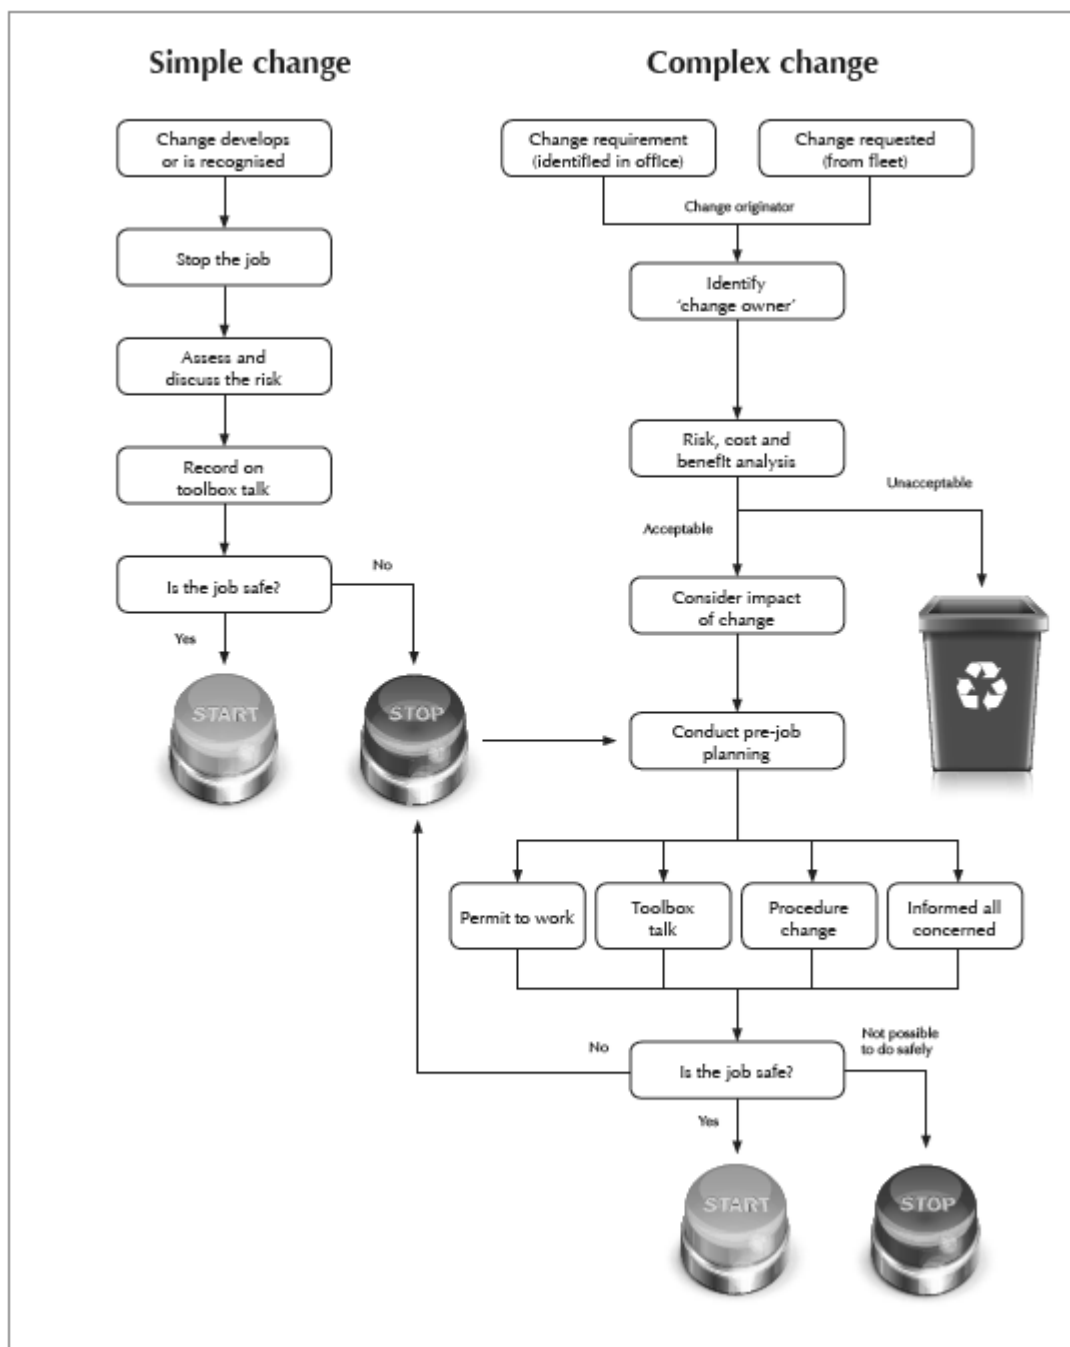 Simple change
Change develops
or is recognised
Stop the job
Assess and
discuss the risk
Record on
toolbox talk
Is the job safe?
No
Yes
START
STOP
Complex change
Change requirement
(identified in office)
Change requested
(from fleet)
Change originator
Identify
‘change owner’
Risk, cost and
benefit analysis
Unacceptable
Acceptable
Consider impact
of change
Conduct pre-job
planning
Permit to work
Toolbox
talk
Procedure
change
Informed all
concerned
No
Not possible
to do safely
Is the job safe?
Yes
START
STOP